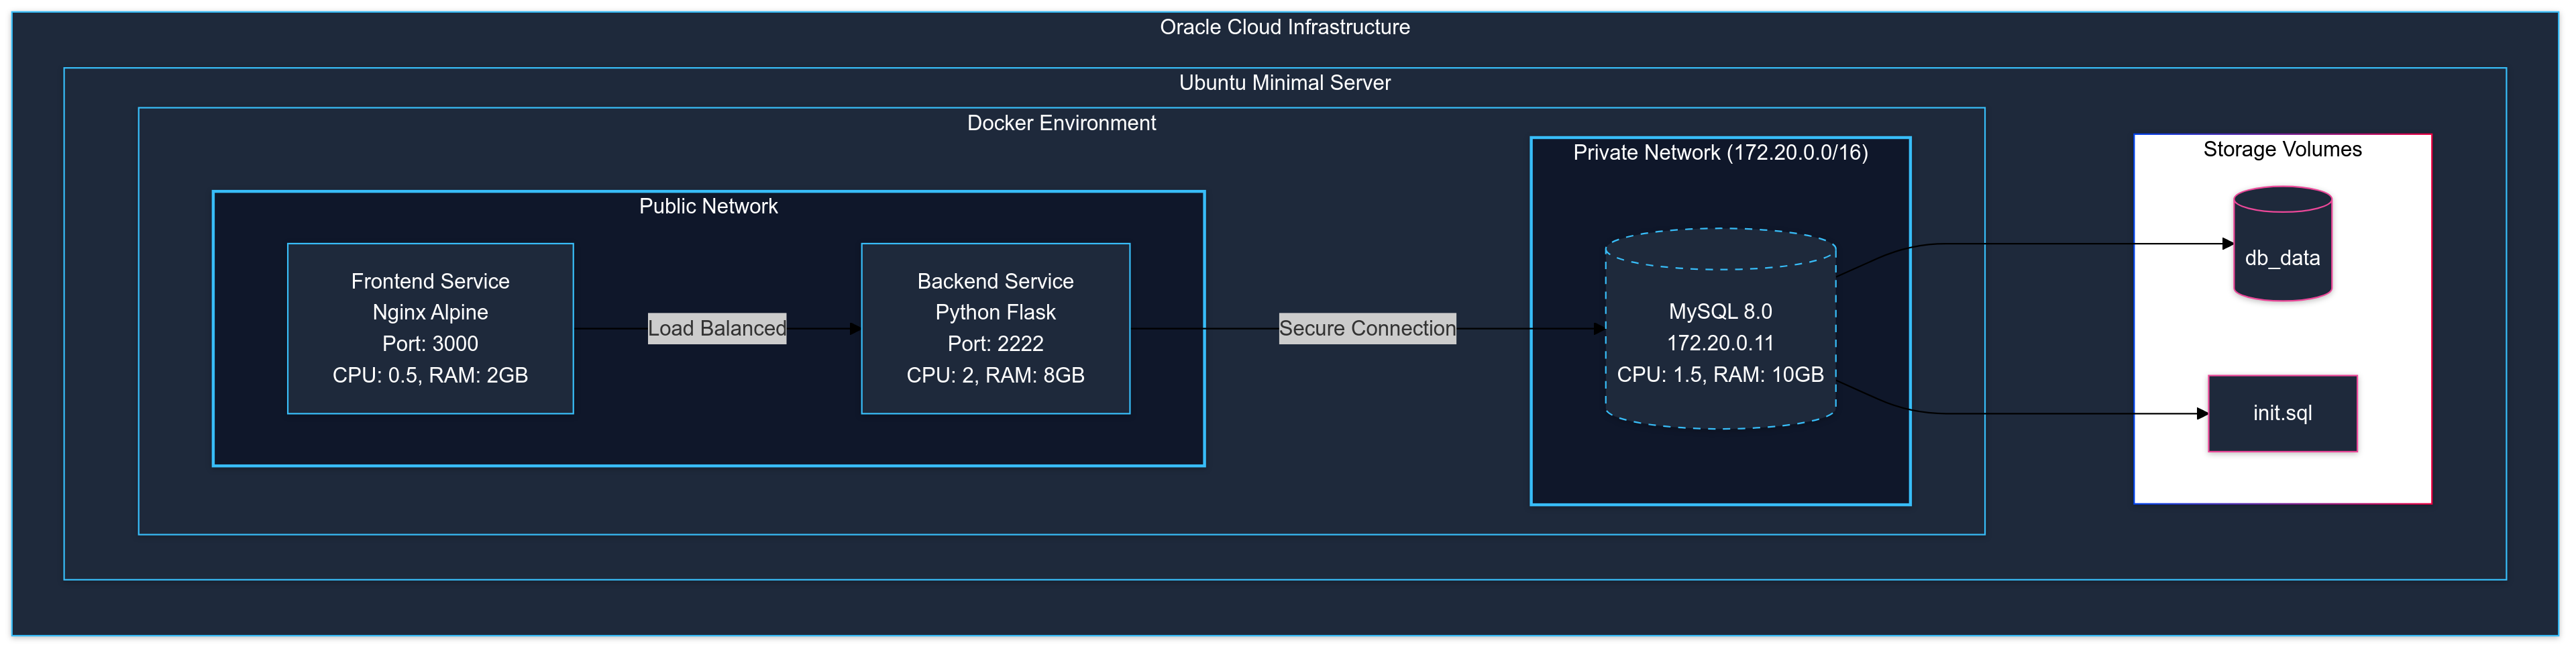 Oracle Cloud Infrastructure
Ubuntu Minimal Server
Docker Environment
Public Network
Frontend Service
Nginx Alpine
Port: 3000
CPU: 0.5, RAM: 2GB
Load Balanced
Backend Service
Python Flask
Port: 2222
CPU: 2, RAM: 8GB
Secure Connection
Private Network (172.20.0.0/16)
MySQL 8.0
172.20.0.11
CPU: 1.5, RAM: 10GB
Storage Volumes
db_data
init.sql